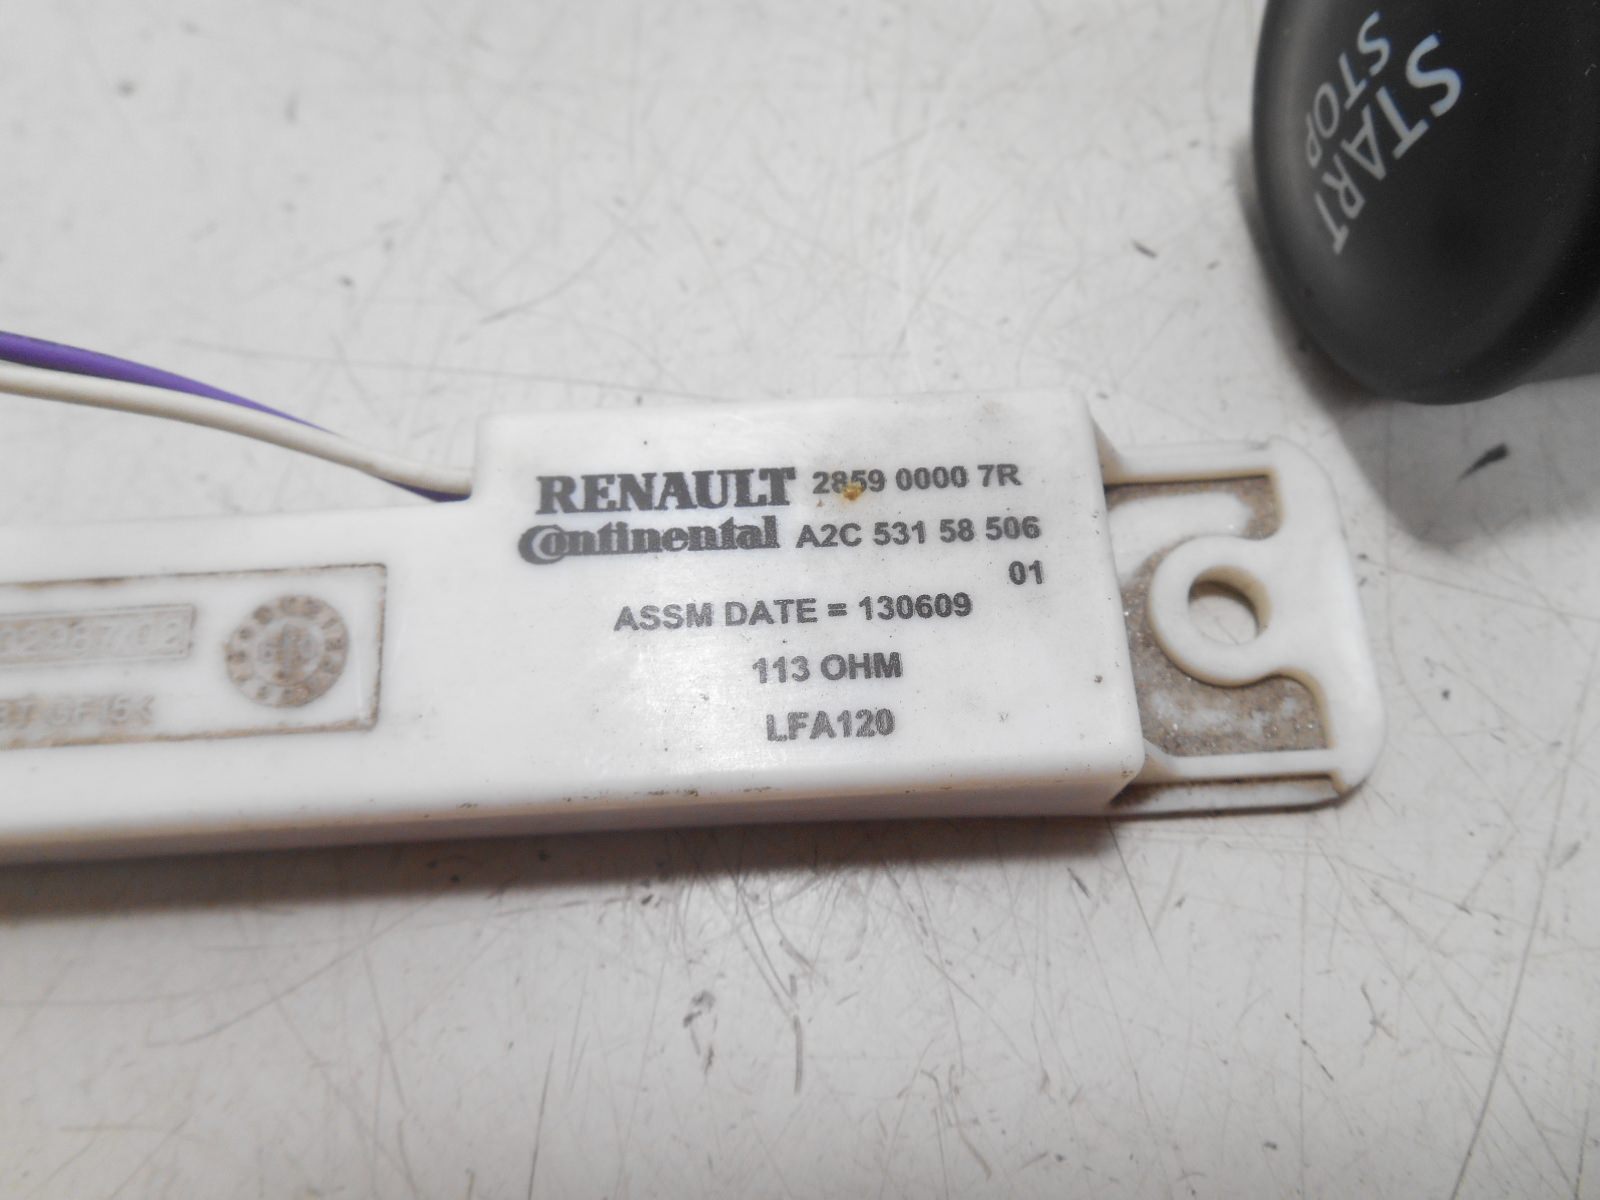 START
STOP
RENAULT 2859 0000 7R
Continental A2C 531 58 506
01
ASSM DATE = 130609
113 OHM
LFA120